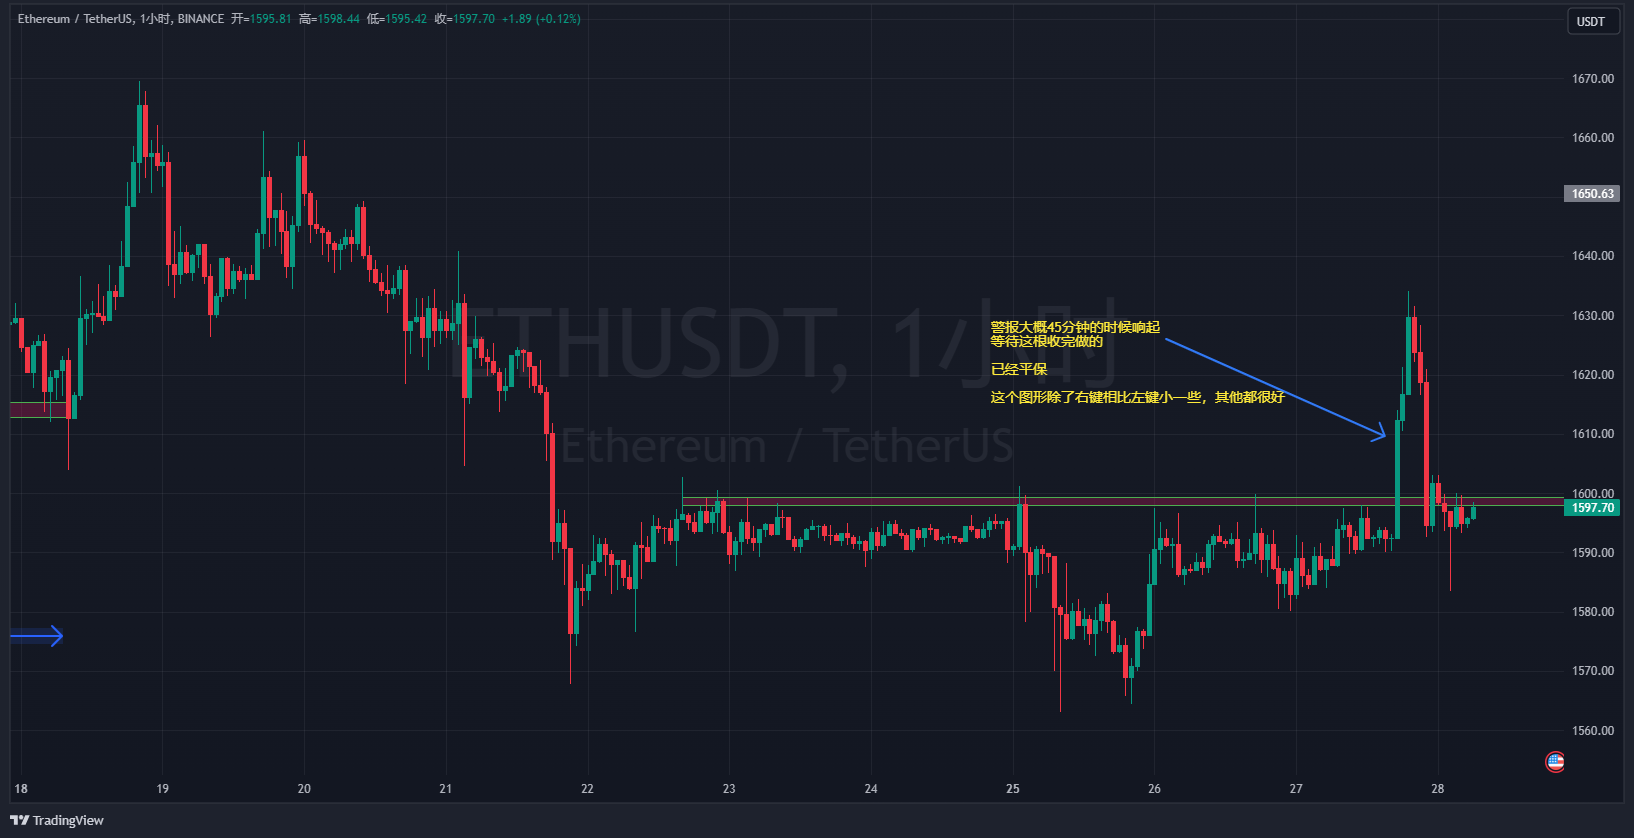 Ethereum / TetherUS, 1小时, BINANCE 开=1595.81 高=1598.44 低=1595.42 收=1597.70 +1.89 (+0.12%)
USDT
1670.00
1660.00
1650.63
1640.00
1630.00
1620.00
1610.00
1600.00
1597.70
1590.00
1580.00
1570.00
1560.00
ETHUSDT, 1小时
Ethereum / TetherUS
警报大概45分钟的时候响起
等待这根收完做的
已经平保
这个图形除了右键相比左键小一些，其他都很好
18 19 20 21 22 23 24 25 26 27 28
TradingView